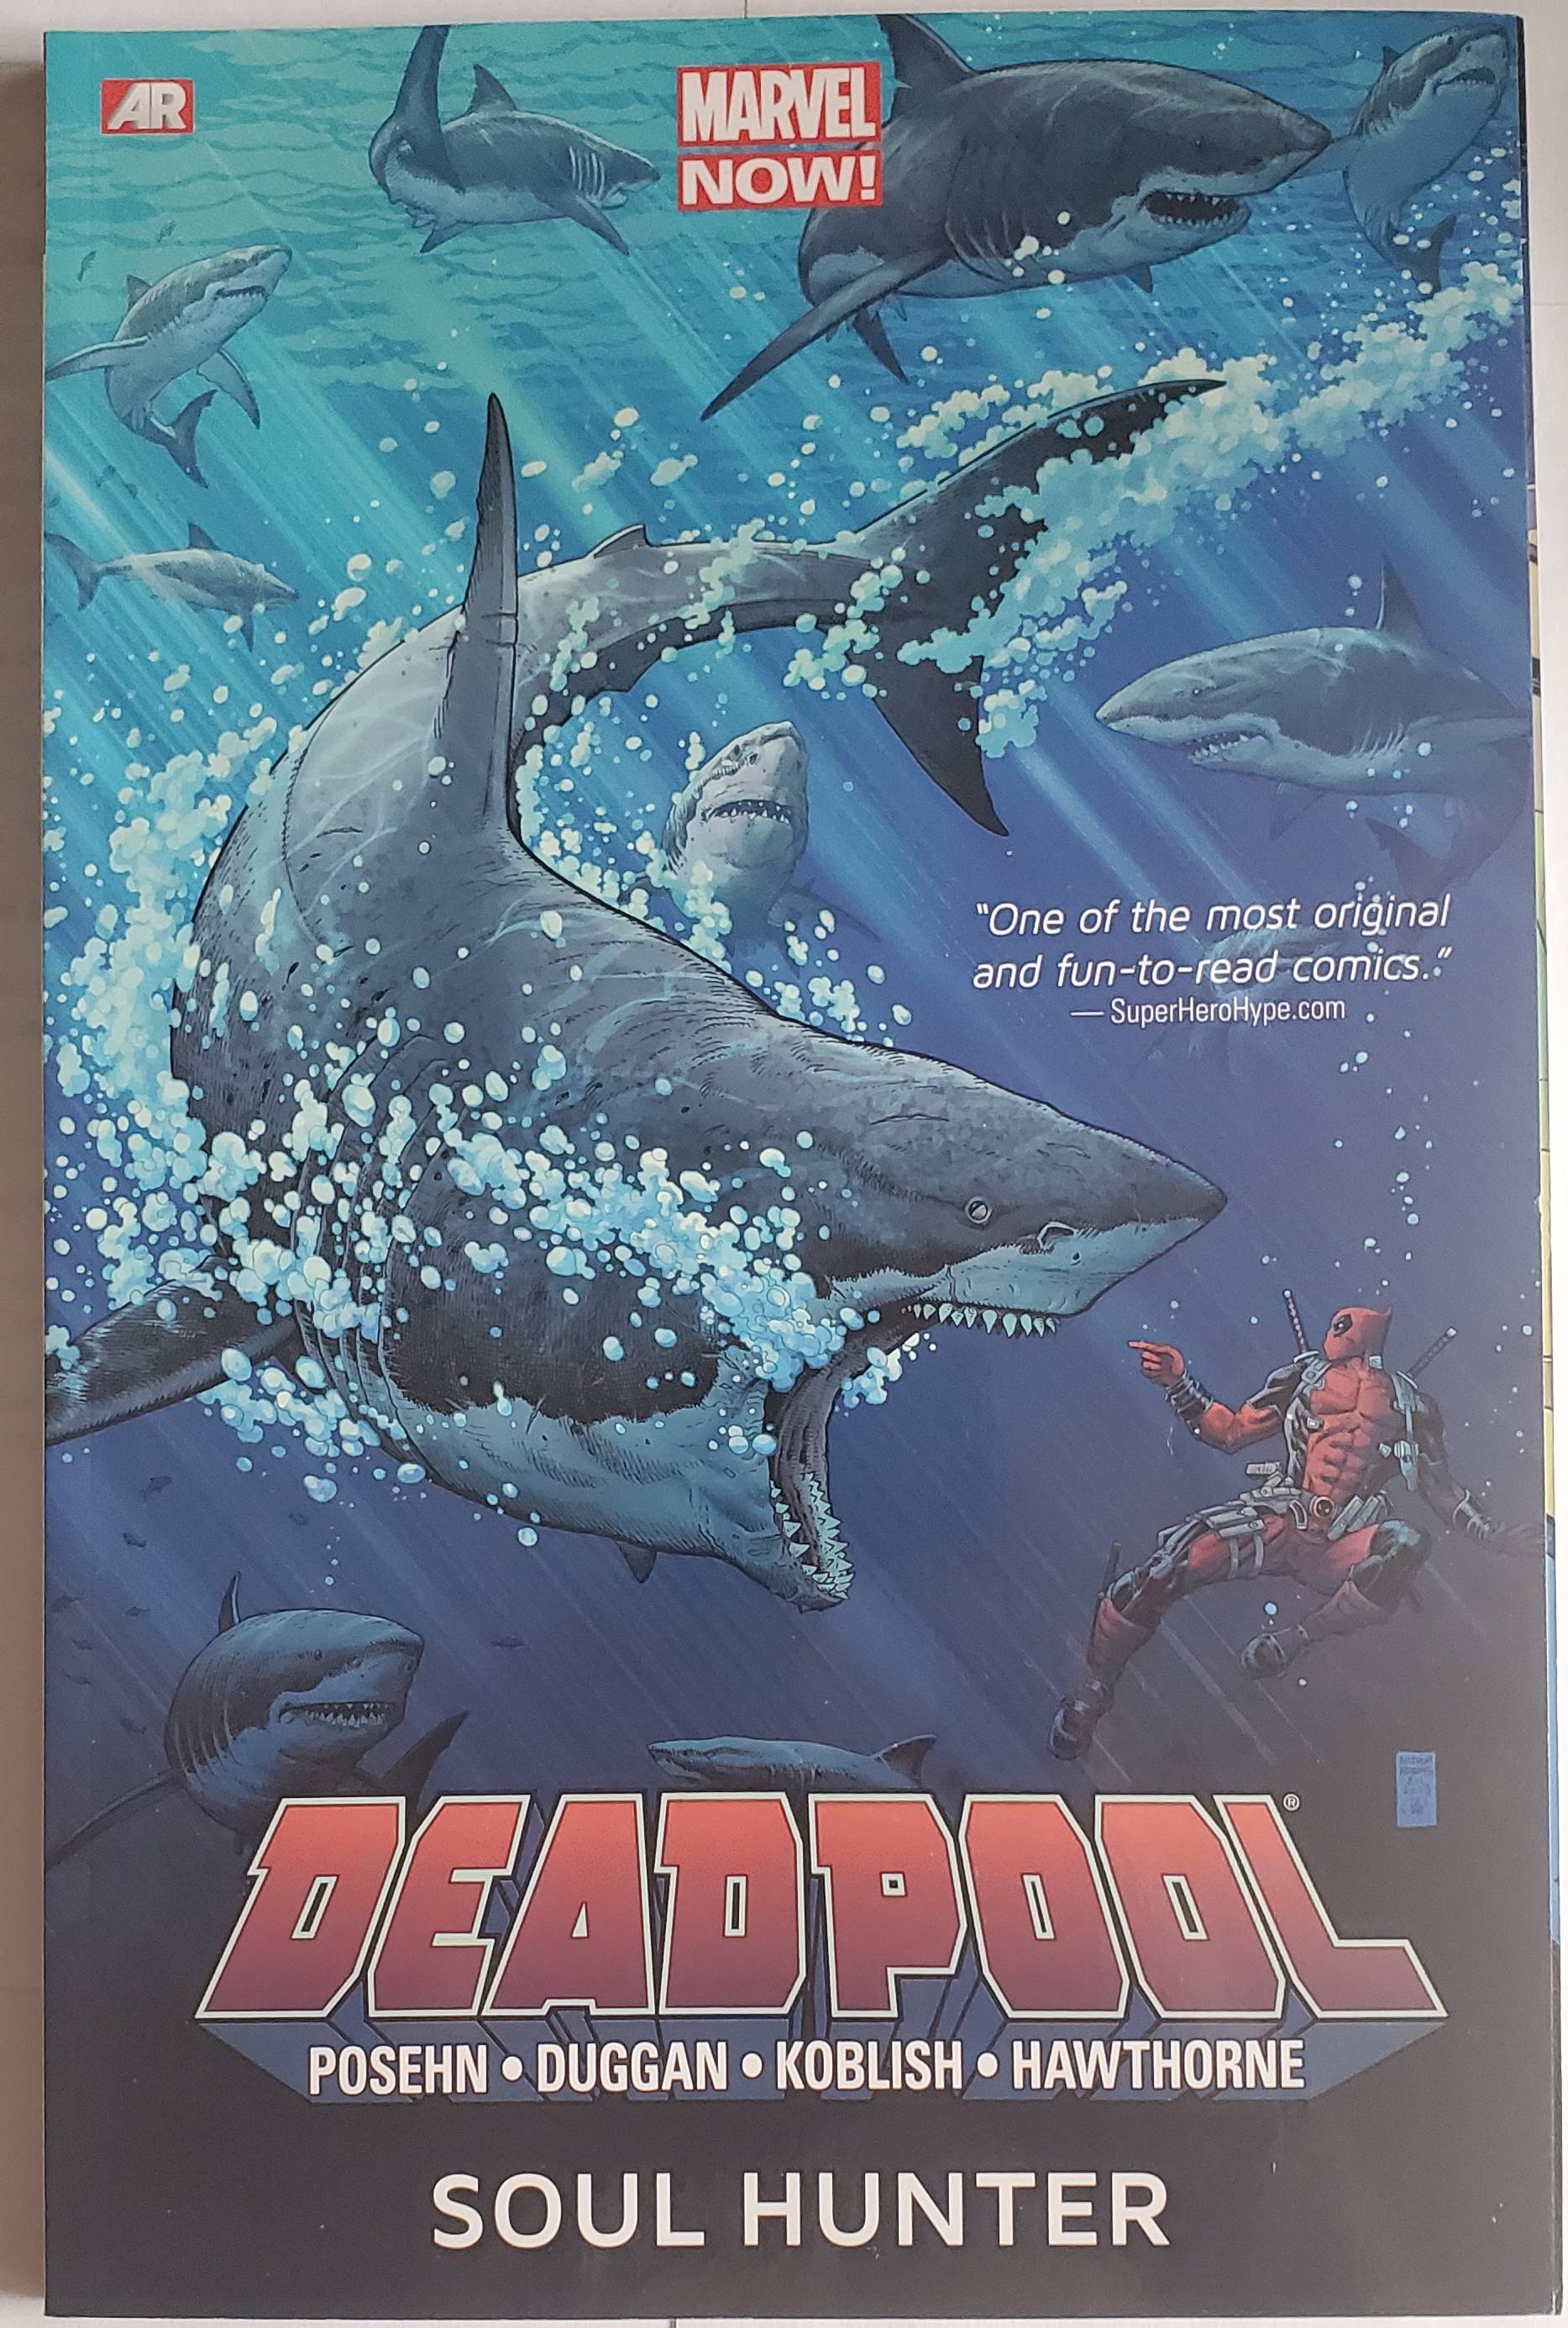 AR
MARVEL
NOW!
"One of the most original
and fun-to-read comics."
— SuperHeroHype.com
DEADPOOL®
POSEHN • DUGGAN • KOBLISH • HAWTHORNE
SOUL HUNTER